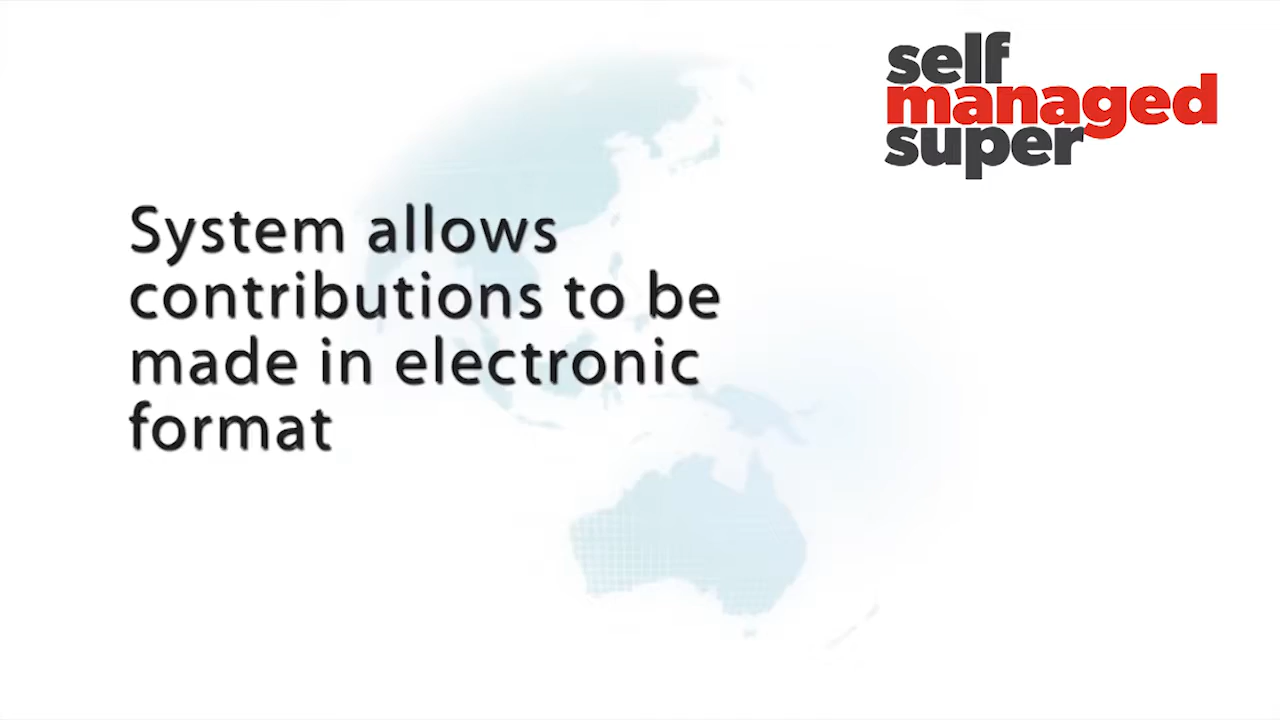 self
managed
super
System allows
contributions to be
made in electronic
format